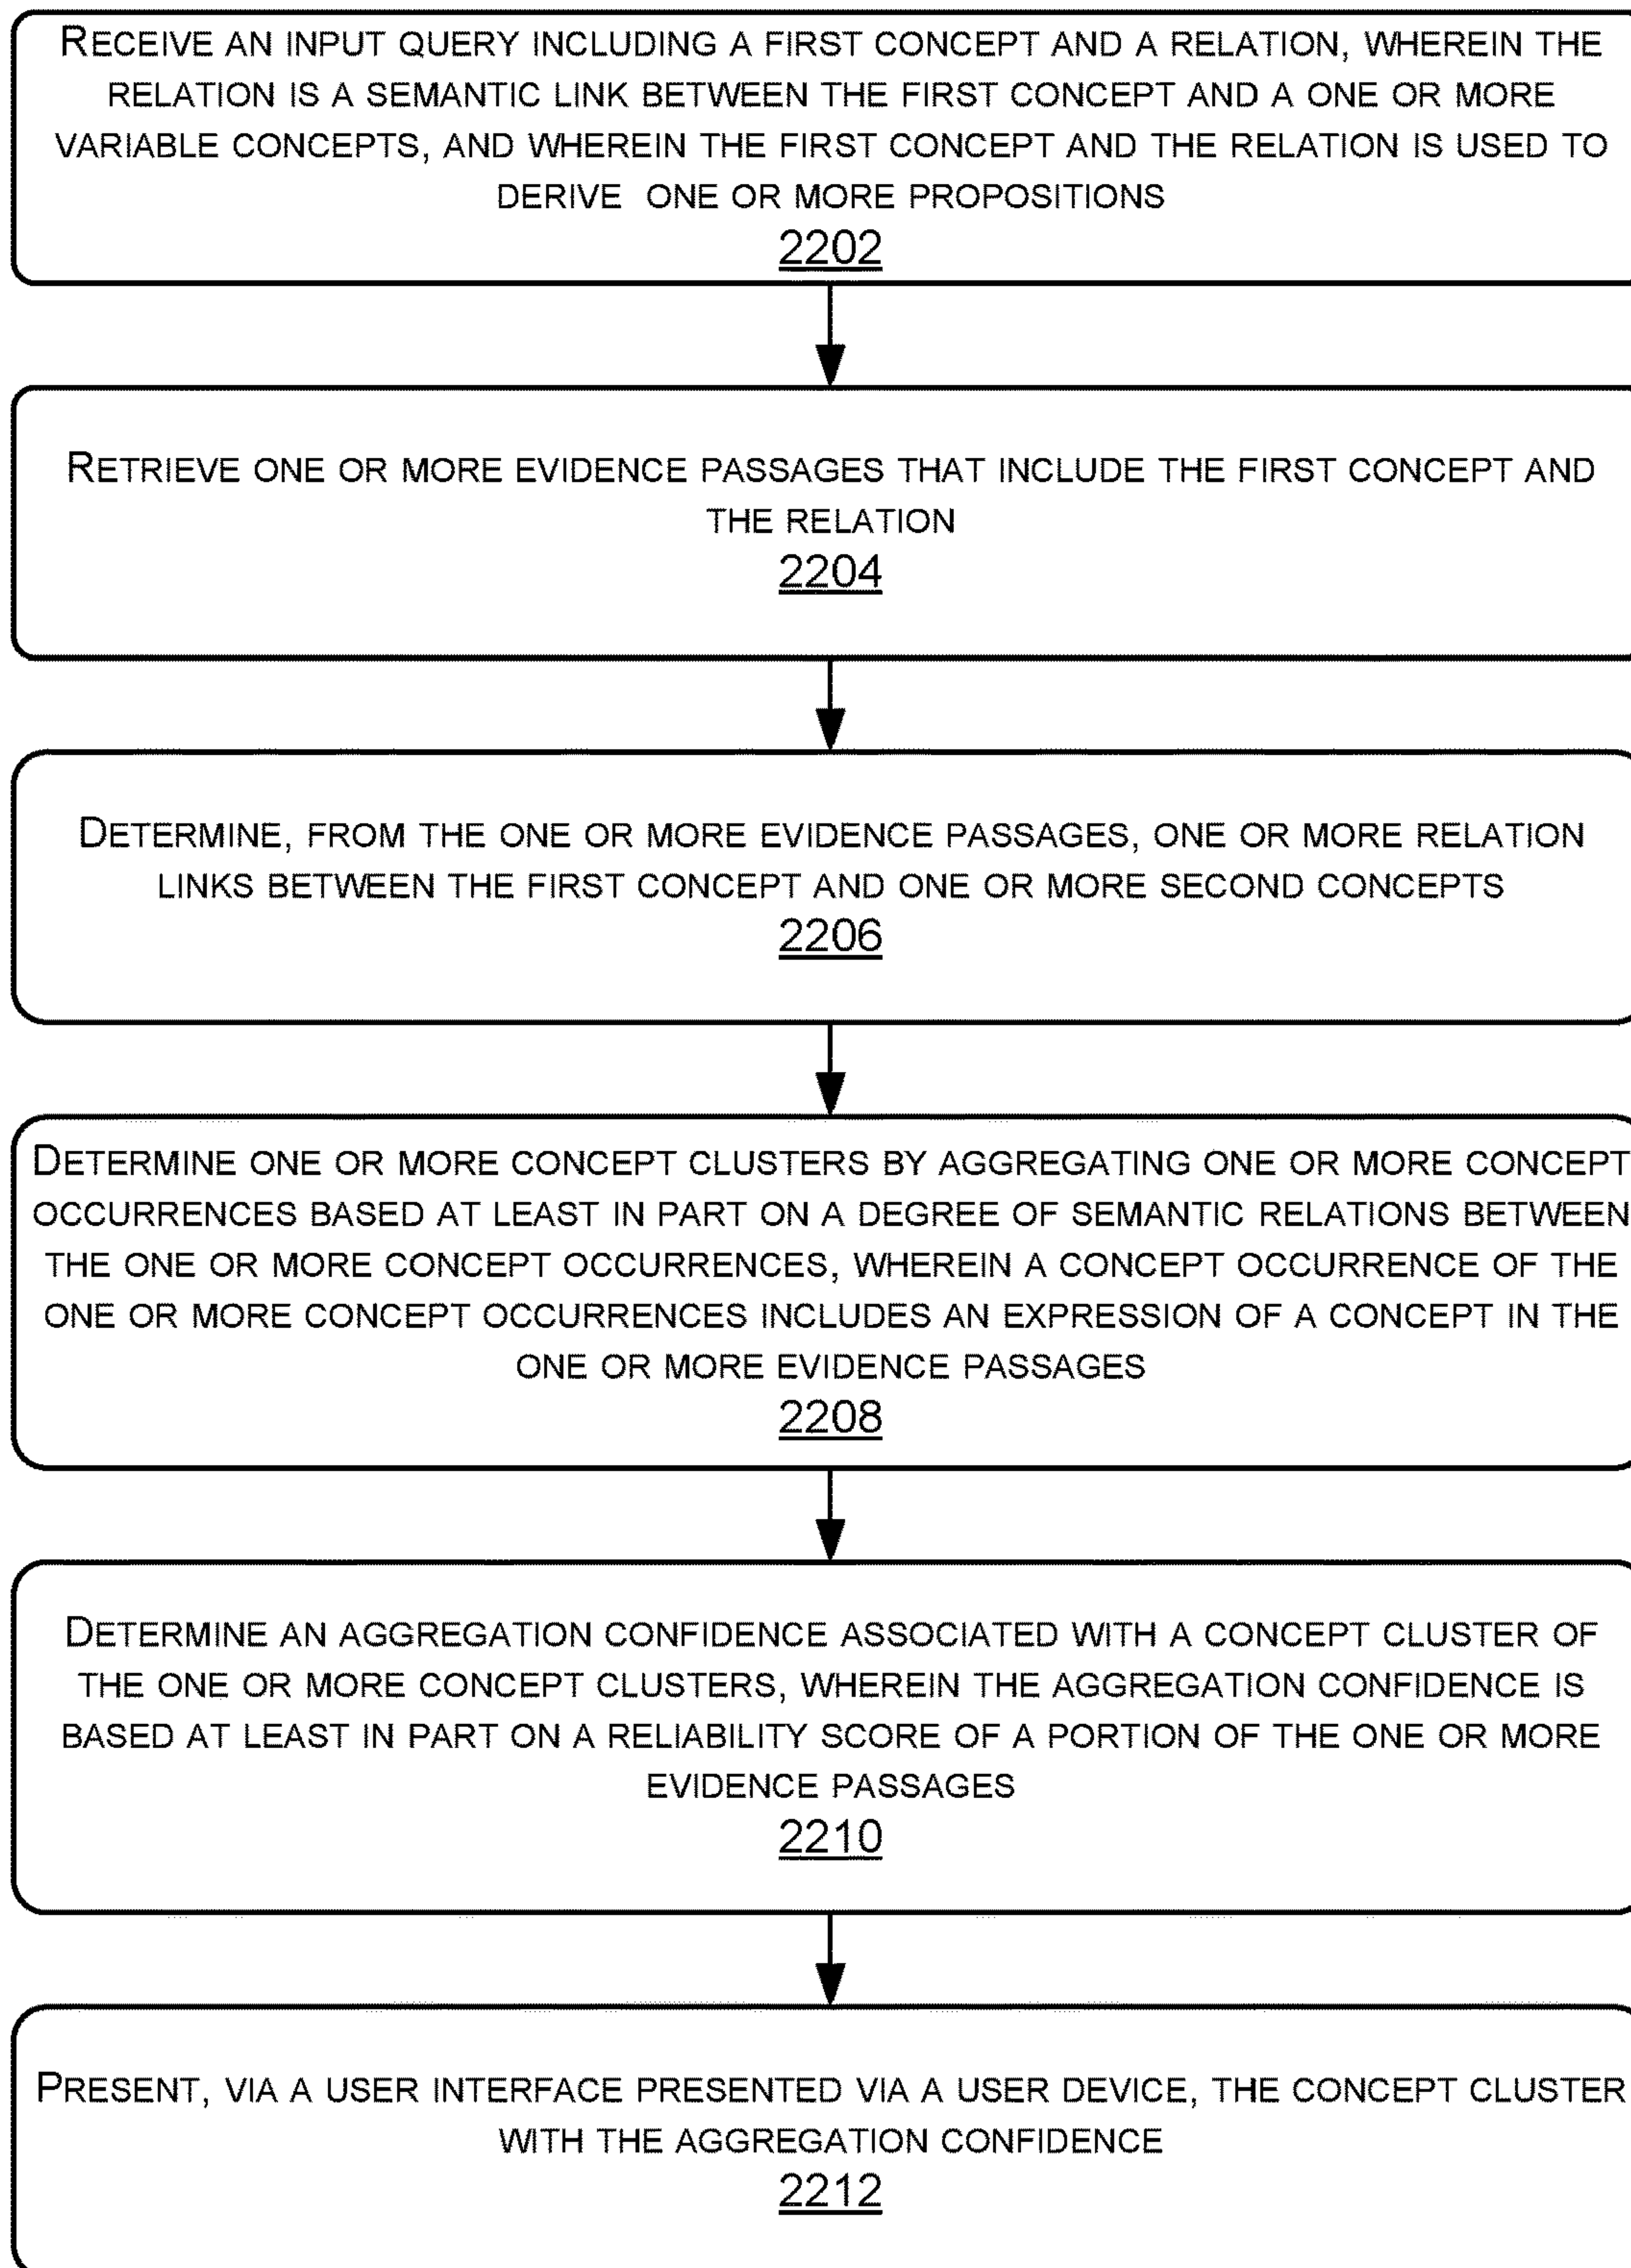 RECEIVE AN INPUT QUERY INCLUDING A FIRST CONCEPT AND A RELATION, WHEREIN THE
RELATION IS A SEMANTIC LINK BETWEEN THE FIRST CONCEPT AND A ONE OR MORE
VARIABLE CONCEPTS, AND WHEREIN THE FIRST CONCEPT AND THE RELATION IS USED TO
DERIVE ONE OR MORE PROPOSITIONS
2202
RETRIEVE ONE OR MORE EVIDENCE PASSAGES THAT INCLUDE THE FIRST CONCEPT AND
THE RELATION
2204
DETERMINE, FROM THE ONE OR MORE EVIDENCE PASSAGES, ONE OR MORE RELATION
LINKS BETWEEN THE FIRST CONCEPT AND ONE OR MORE SECOND CONCEPTS
2206
DETERMINE ONE OR MORE CONCEPT CLUSTERS BY AGGREGATING ONE OR MORE CONCEPT
OCCURRENCES BASED AT LEAST IN PART ON A DEGREE OF SEMANTIC RELATIONS BETWEEN
THE ONE OR MORE CONCEPT OCCURRENCES, WHEREIN A CONCEPT OCCURRENCE OF THE
ONE OR MORE CONCEPT OCCURRENCES INCLUDES AN EXPRESSION OF A CONCEPT IN THE
ONE OR MORE EVIDENCE PASSAGES
2208
DETERMINE AN AGGREGATION CONFIDENCE ASSOCIATED WITH A CONCEPT CLUSTER OF
THE ONE OR MORE CONCEPT CLUSTERS, WHEREIN THE AGGREGATION CONFIDENCE IS
BASED AT LEAST IN PART ON A RELIABILITY SCORE OF A PORTION OF THE ONE OR MORE
EVIDENCE PASSAGES
2210
PRESENT, VIA A USER INTERFACE PRESENTED VIA A USER DEVICE, THE CONCEPT CLUSTER
WITH THE AGGREGATION CONFIDENCE
2212